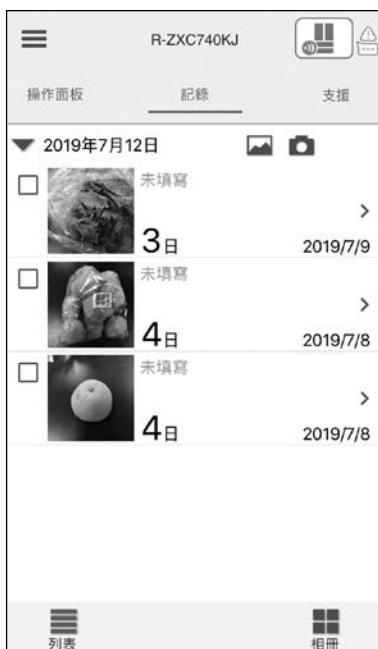 R-ZXC740KJ
操作面板 記錄 支援
2019年7月12日
未填寫
3日 2019/7/9
未填寫
4日 2019/7/8
未填寫
4日 2019/7/8
列表 相冊